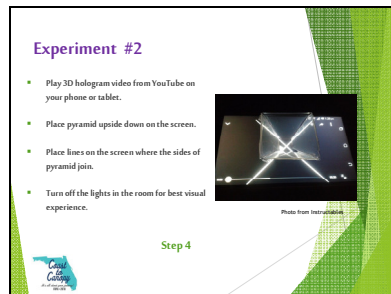 Experiment #2
Play 3D hologram video from YouTube on
your phone or tablet.
Place pyramid upside down on the screen.
Place lines on the screen where the sides of
pyramid join.
Turn off the lights in the room for best visual
experience.
Photo from Instructables
Step 4
Coast
to
Canopy